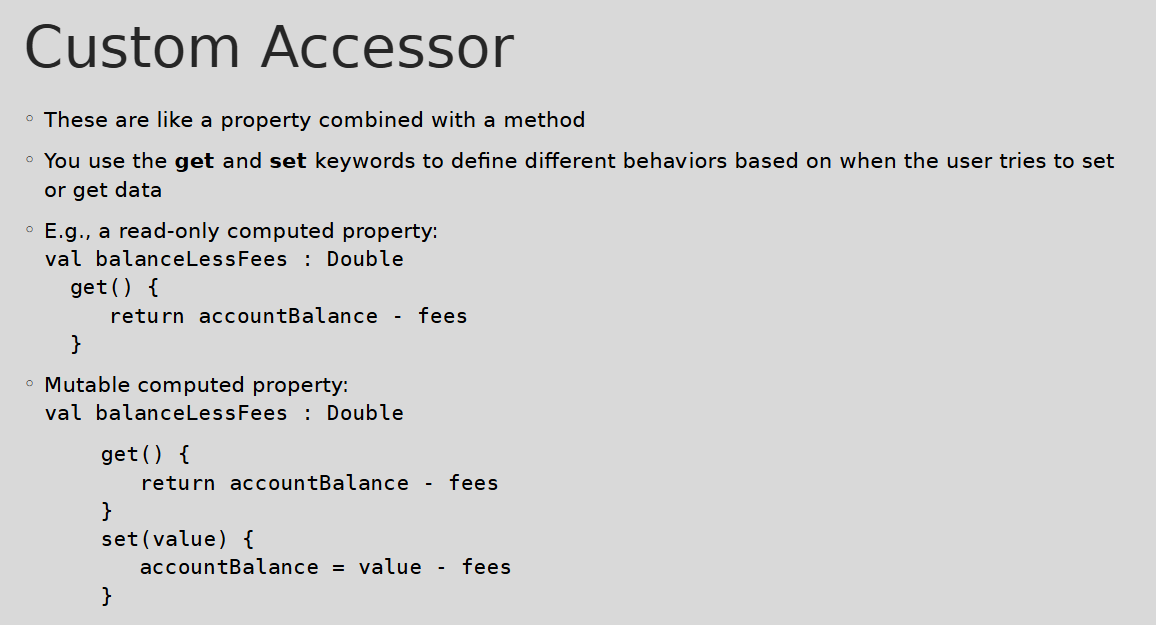 Custom Accessor
◦ These are like a property combined with a method
◦ You use the get and set keywords to define different behaviors based on when the user tries to set
or get data
◦ E.g., a read-only computed property:
val balanceLessFees : Double
get() {
return accountBalance - fees
}
◦ Mutable computed property:
val balanceLessFees : Double
get() {
return accountBalance - fees
}
set(value) {
accountBalance = value - fees
}